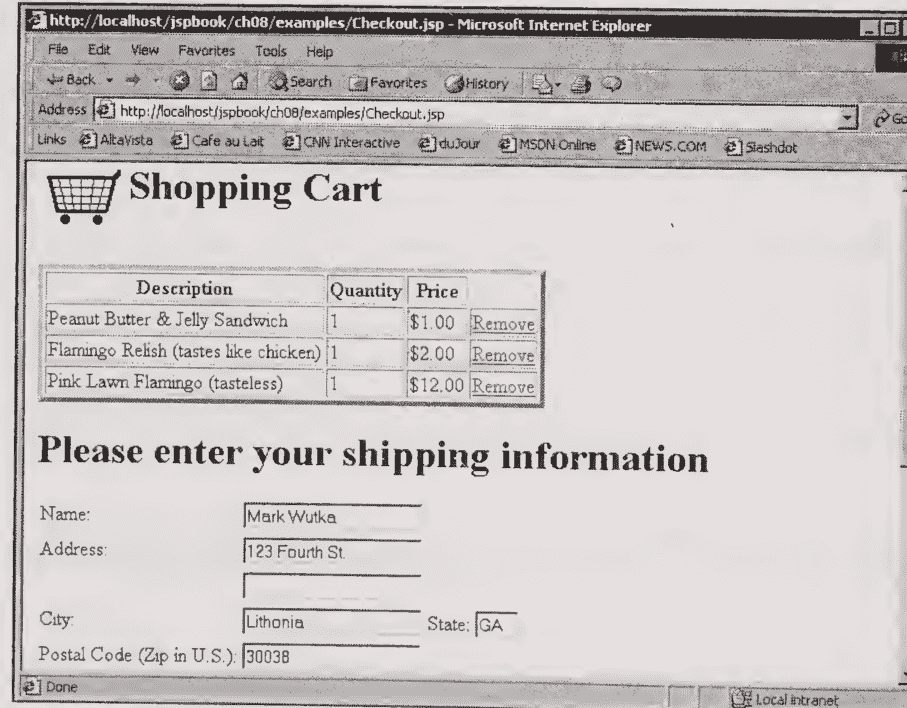 http://localhost/jspbook/ch08/examples/Checkout.jsp - Microsoft Internet Explorer
File Edit View Favorites Tools Help
Back Search Favorites History
Address http://localhost/jspbook/ch08/examples/Checkout.jsp Go
Links AltaVista Cafe au Lait CNN Interactive duJour MSDN Online NEWS.COM Slashdot
Shopping Cart
Description Quantity Price
Peanut Butter & Jelly Sandwich 1 $1.00 Remove
Flamingo Relish (tastes like chicken) 1 $2.00 Remove
Pink Lawn Flamingo (tasteless) 1 $12.00 Remove
Please enter your shipping information
Name: Mark Wutka
Address: 123 Fourth St.
City: Lithonia State: GA
Postal Code (Zip in U.S.): 30038
Done Local intranet